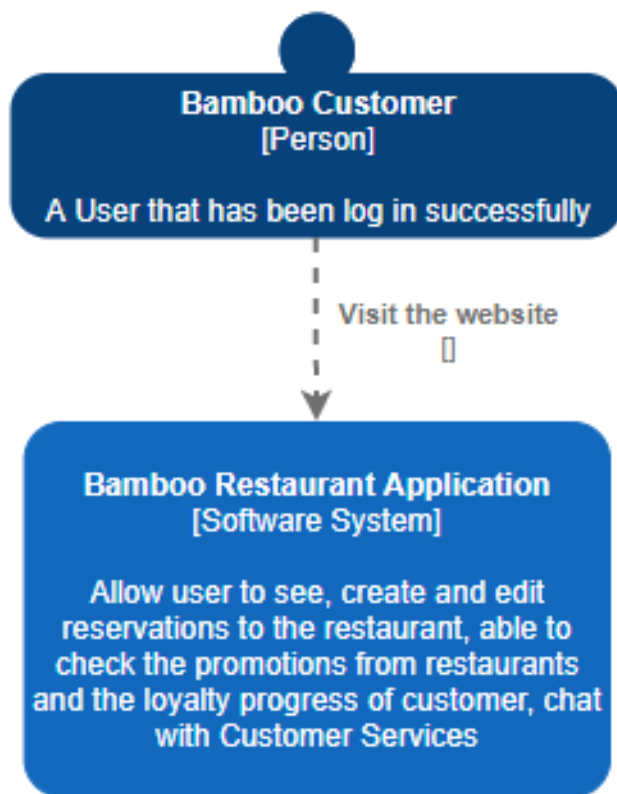 Bamboo Customer
[Person]
A User that has been log in successfully
Visit the website
[]
Bamboo Restaurant Application
[Software System]
Allow user to see, create and edit
reservations to the restaurant, able to
check the promotions from restaurants
and the loyalty progress of customer, chat
with Customer Services